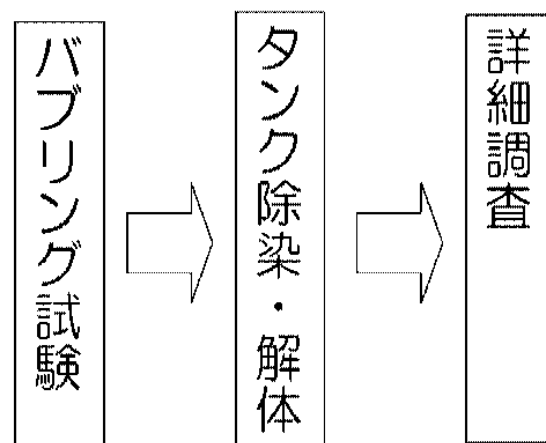 バブリング試験
タンク除染・解体
詳細調査